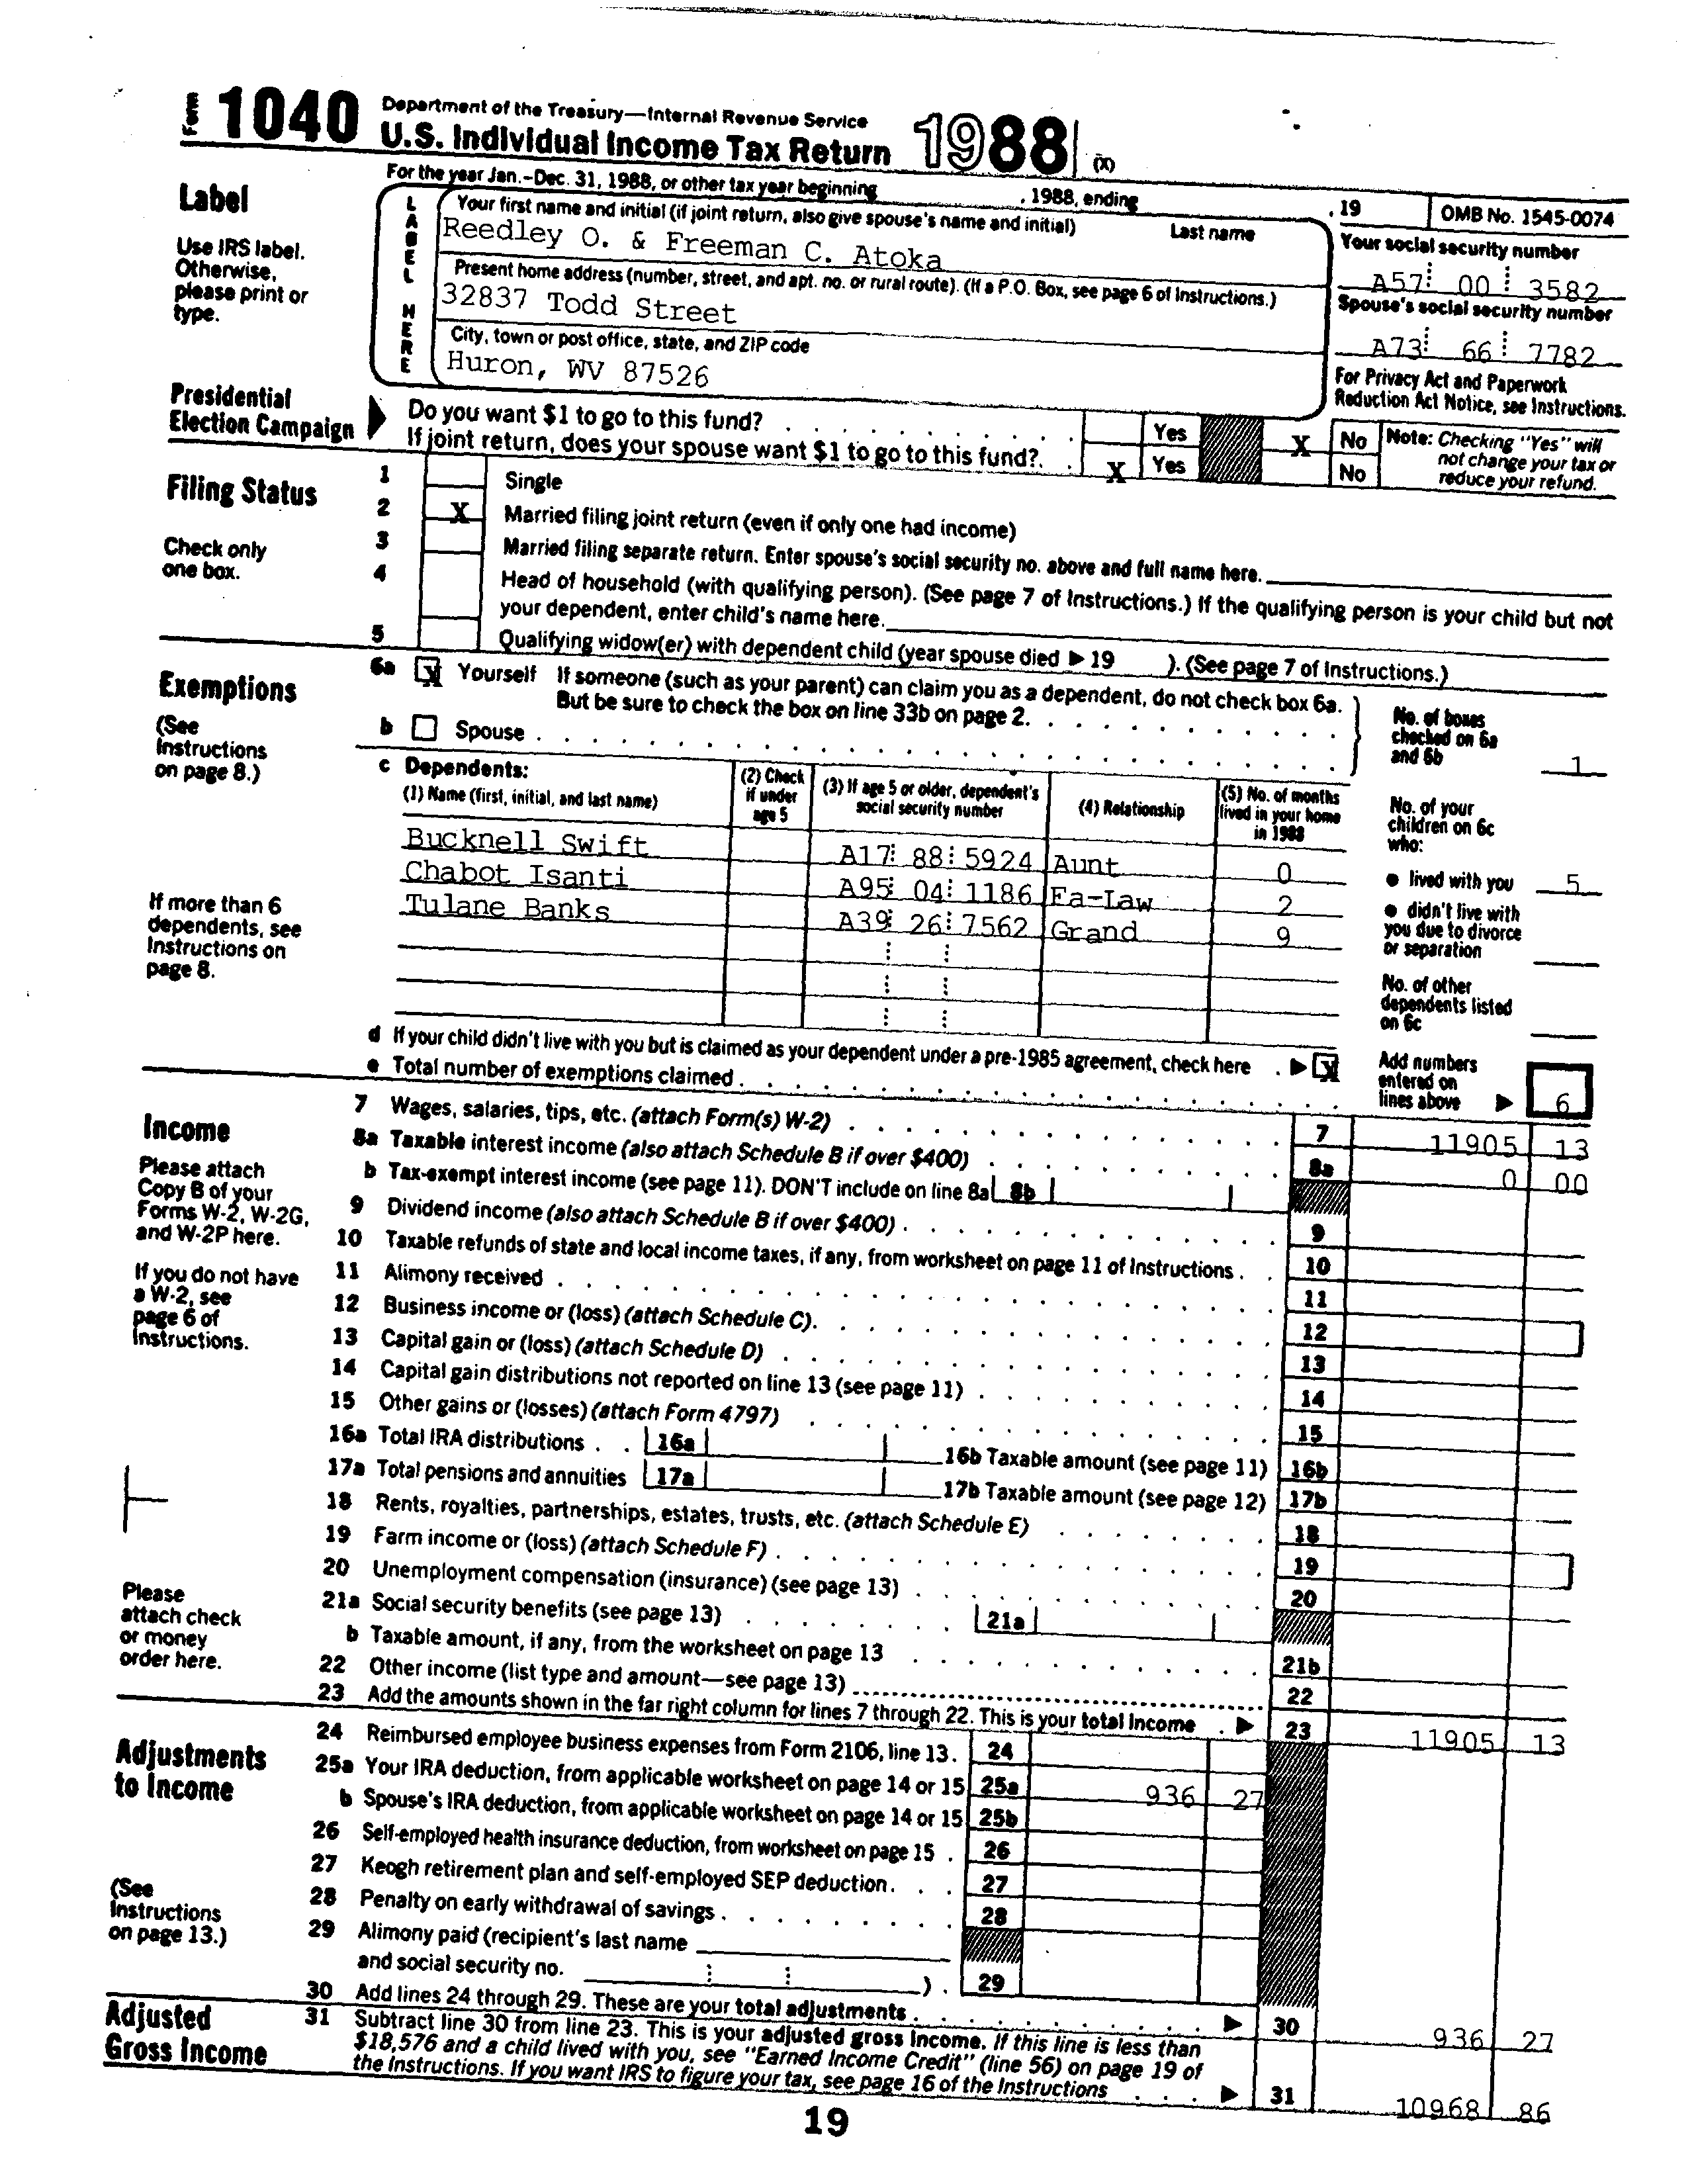 Form 1040 Department of the Treasury—Internal Revenue Service
U.S. Individual Income Tax Return 1988 (X)
For the year Jan.-Dec. 31, 1988, or other tax year beginning , 1988, ending , 19 OMB No. 1545-0074
Label
Use IRS label.
Otherwise,
please print or
type.
LABEL HERE
Your first name and initial (if joint return, also give spouse's name and initial) Last name
Reedley O. & Freeman C. Atoka
Your social security number
A57 00 3582
Present home address (number, street, and apt. no. or rural route). (If a P.O. Box, see page 6 of Instructions.)
32837 Todd Street
Spouse's social security number
A73 66 7782
City, town or post office, state, and ZIP code
Huron, WV 87526
For Privacy Act and Paperwork
Reduction Act Notice, see Instructions.
Presidential
Election Campaign
Do you want $1 to go to this fund? Yes X No
If joint return, does your spouse want $1 to go to this fund? X Yes No
Note: Checking "Yes" will
not change your tax or
reduce your refund.
Filing Status
Check only
one box.
1 Single
2 X Married filing joint return (even if only one had income)
3 Married filing separate return. Enter spouse's social security no. above and full name here.
4 Head of household (with qualifying person). (See page 7 of Instructions.) If the qualifying person is your child but not
your dependent, enter child's name here.
5 Qualifying widow(er) with dependent child (year spouse died ▶ 19 ). (See page 7 of Instructions.)
Exemptions
(See
Instructions
on page 8.)
If more than 6
dependents, see
Instructions on
page 8.
6a X Yourself If someone (such as your parent) can claim you as a dependent, do not check box 6a.
But be sure to check the box on line 33b on page 2.
b Spouse
No. of boxes
checked on 6a
and 6b 1
c Dependents:
(1) Name (first, initial, and last name)
(2) Check
if under
age 5
(3) If age 5 or older, dependent's
social security number
(4) Relationship
(5) No. of months
lived in your home
in 1988
Bucknell Swift A17 88 5924 Aunt 0
Chabot Isanti A95 04 1186 Fa-Law 2
Tulane Banks A39 26 7562 Grand 9
No. of your
children on 6c
who:
● lived with you 5
● didn't live with
you due to divorce
or separation
No. of other
dependents listed
on 6c
d If your child didn't live with you but is claimed as your dependent under a pre-1985 agreement, check here ▶ X
e Total number of exemptions claimed
Add numbers
entered on
lines above ▶ 6
Income
Please attach
Copy B of your
Forms W-2, W-2G,
and W-2P here.
If you do not have
a W-2, see
page 6 of
Instructions.
Please
attach check
or money
order here.
7 Wages, salaries, tips, etc. (attach Form(s) W-2) 7 11905 13
8a Taxable interest income (also attach Schedule B if over $400) 8a 0 00
b Tax-exempt interest income (see page 11). DON'T include on line 8a 8b
9 Dividend income (also attach Schedule B if over $400) 9
10 Taxable refunds of state and local income taxes, if any, from worksheet on page 11 of Instructions 10
11 Alimony received 11
12 Business income or (loss) (attach Schedule C) 12
13 Capital gain or (loss) (attach Schedule D) 13
14 Capital gain distributions not reported on line 13 (see page 11) 14
15 Other gains or (losses) (attach Form 4797) 15
16a Total IRA distributions 16a 16b Taxable amount (see page 11) 16b
17a Total pensions and annuities 17a 17b Taxable amount (see page 12) 17b
18 Rents, royalties, partnerships, estates, trusts, etc. (attach Schedule E) 18
19 Farm income or (loss) (attach Schedule F) 19
20 Unemployment compensation (insurance) (see page 13) 20
21a Social security benefits (see page 13) 21a
b Taxable amount, if any, from the worksheet on page 13 21b
22 Other income (list type and amount—see page 13) 22
23 Add the amounts shown in the far right column for lines 7 through 22. This is your total income ▶ 23 11905 13
Adjustments
to Income
(See
Instructions
on page 13.)
24 Reimbursed employee business expenses from Form 2106, line 13. 24
25a Your IRA deduction, from applicable worksheet on page 14 or 15 25a 936 27
b Spouse's IRA deduction, from applicable worksheet on page 14 or 15 25b
26 Self-employed health insurance deduction, from worksheet on page 15 26
27 Keogh retirement plan and self-employed SEP deduction 27
28 Penalty on early withdrawal of savings 28
29 Alimony paid (recipient's last name
and social security no. ) 29
30 Add lines 24 through 29. These are your total adjustments ▶ 30 936 27
Adjusted
Gross Income
31 Subtract line 30 from line 23. This is your adjusted gross income. If this line is less than
$18,576 and a child lived with you, see "Earned Income Credit" (line 56) on page 19 of
the Instructions. If you want IRS to figure your tax, see page 16 of the Instructions ▶ 31 10968 86
19